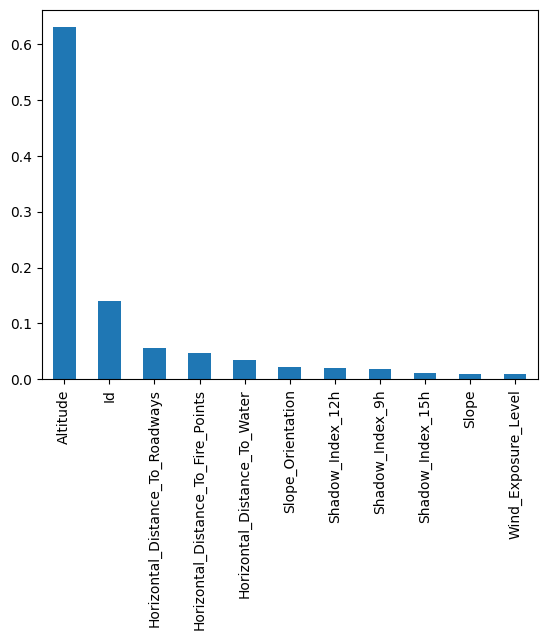 0.6
0.5
0.4
0.3
0.2
0.1
0.0
Altitude
Id
Horizontal_Distance_To_Roadways
Horizontal_Distance_To_Fire_Points
Horizontal_Distance_To_Water
Slope_Orientation
Shadow_Index_12h
Shadow_Index_9h
Shadow_Index_15h
Slope
Wind_Exposure_Level